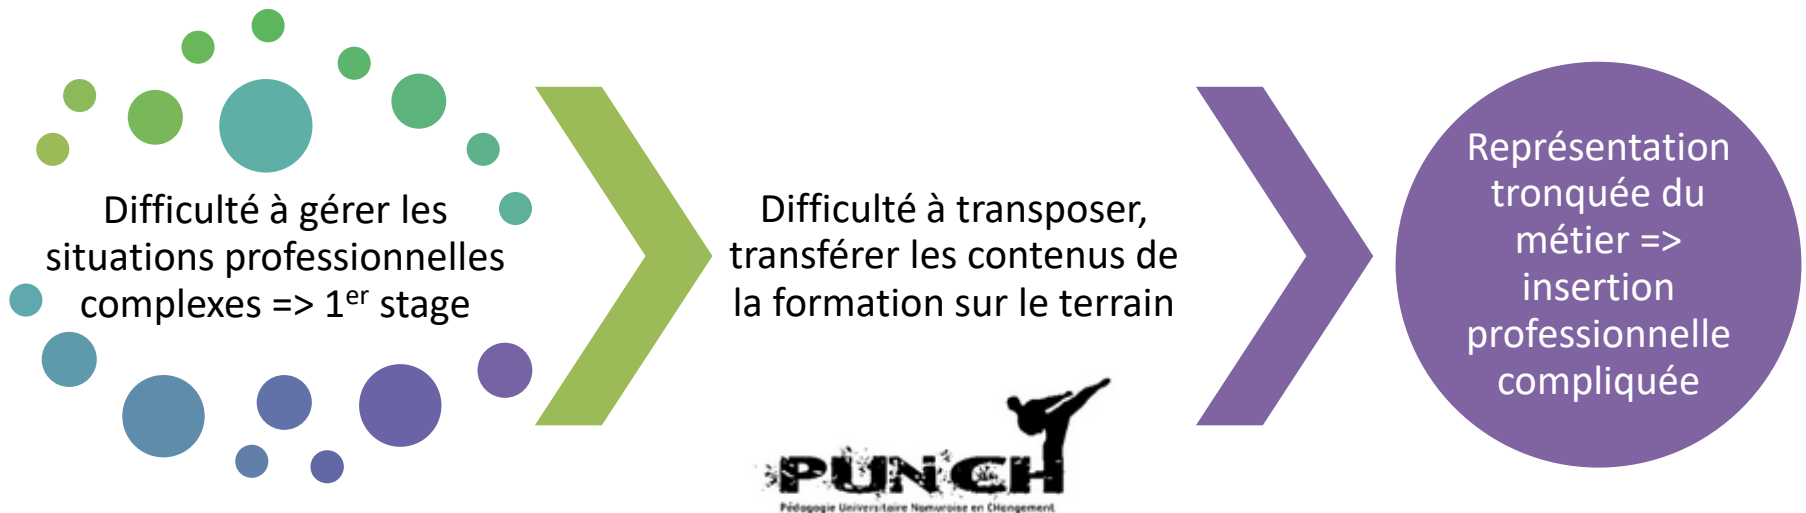 Difficulté à gérer les
situations professionnelles
complexes => 1er stage
Difficulté à transposer,
transférer les contenus de
la formation sur le terrain
Représentation
tronquée du
métier =>
insertion
professionnelle
compliquée
PUNCH
Pédagogie Universitaire Namuroise en CHangement